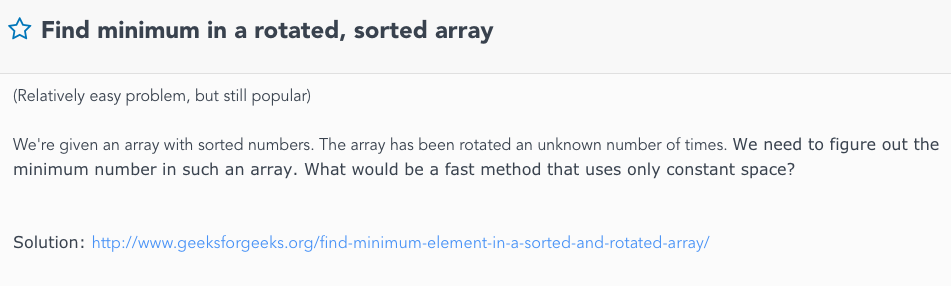 Find minimum in a rotated, sorted array
(Relatively easy problem, but still popular)
We're given an array with sorted numbers. The array has been rotated an unknown number of times. We need to figure out the
minimum number in such an array. What would be a fast method that uses only constant space?
Solution: http://www.geeksforgeeks.org/find-minimum-element-in-a-sorted-and-rotated-array/